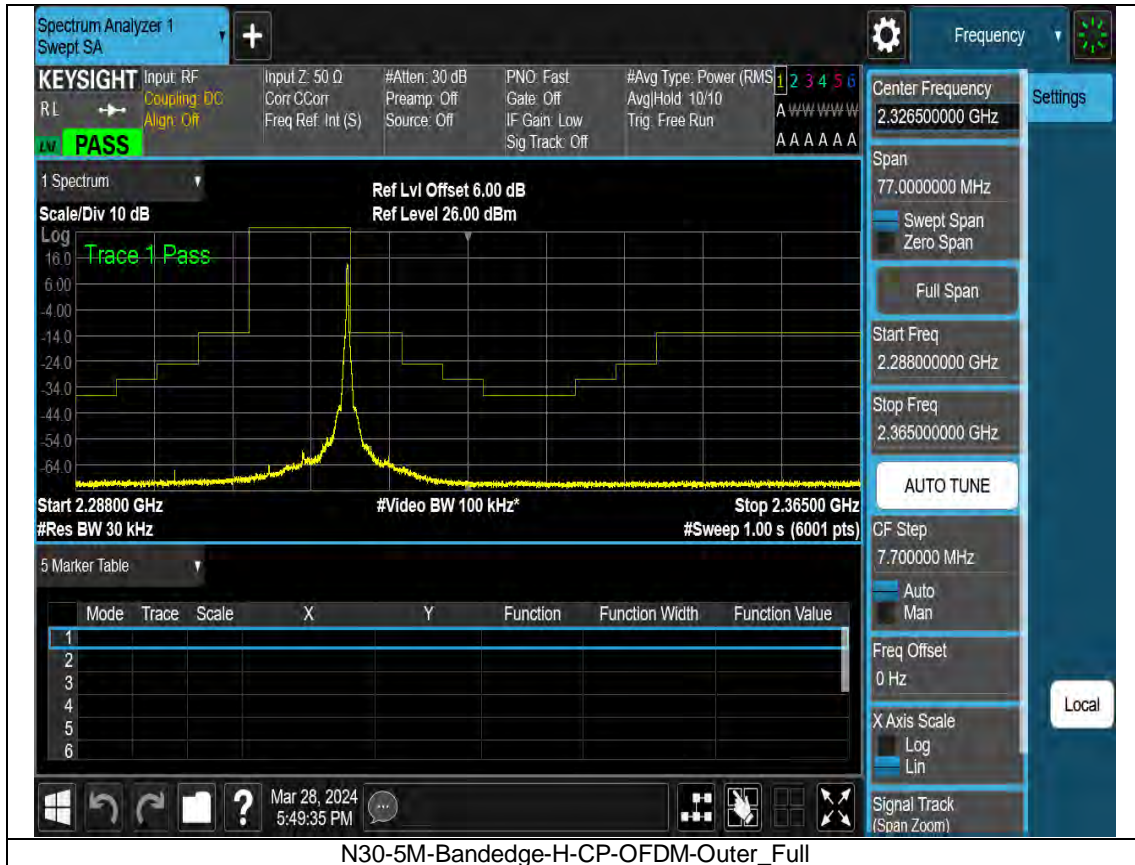 Spectrum Analyzer 1
Swept SA
+
Frequency
KEYSIGHT
RL
LNI PASS
Input: RF
Coupling: DC
Align: Off
Input Z: 50 Ω
Corr CCorr
Freq Ref: Int (S)
#Atten: 30 dB
Preamp: Off
Source: Off
PNO: Fast
Gate: Off
IF Gain: Low
Sig Track: Off
#Avg Type: Power (RMS
Avg|Hold: 10/10
Trig: Free Run
1 2 3 4 5 6
A W W W W W
A A A A A A
1 Spectrum
Scale/Div 10 dB
Ref Lvl Offset 6.00 dB
Ref Level 26.00 dBm
Log
Trace 1 Pass
16.0
6.00
-4.00
-14.0
-24.0
-34.0
-44.0
-54.0
-64.0
Start 2.28800 GHz
#Res BW 30 kHz
#Video BW 100 kHz*
Stop 2.36500 GHz
#Sweep 1.00 s (6001 pts)
5 Marker Table
Mode Trace Scale X Y Function Function Width Function Value
1
2
3
4
5
6
Center Frequency
2.326500000 GHz
Settings
Span
77.0000000 MHz
Swept Span
Zero Span
Full Span
Start Freq
2.288000000 GHz
Stop Freq
2.365000000 GHz
AUTO TUNE
CF Step
7.700000 MHz
Auto
Man
Freq Offset
0 Hz
X Axis Scale
Log
Lin
Local
Signal Track
(Span Zoom)
?
Mar 28, 2024
5:49:35 PM
N30-5M-Bandedge-H-CP-OFDM-Outer_Full